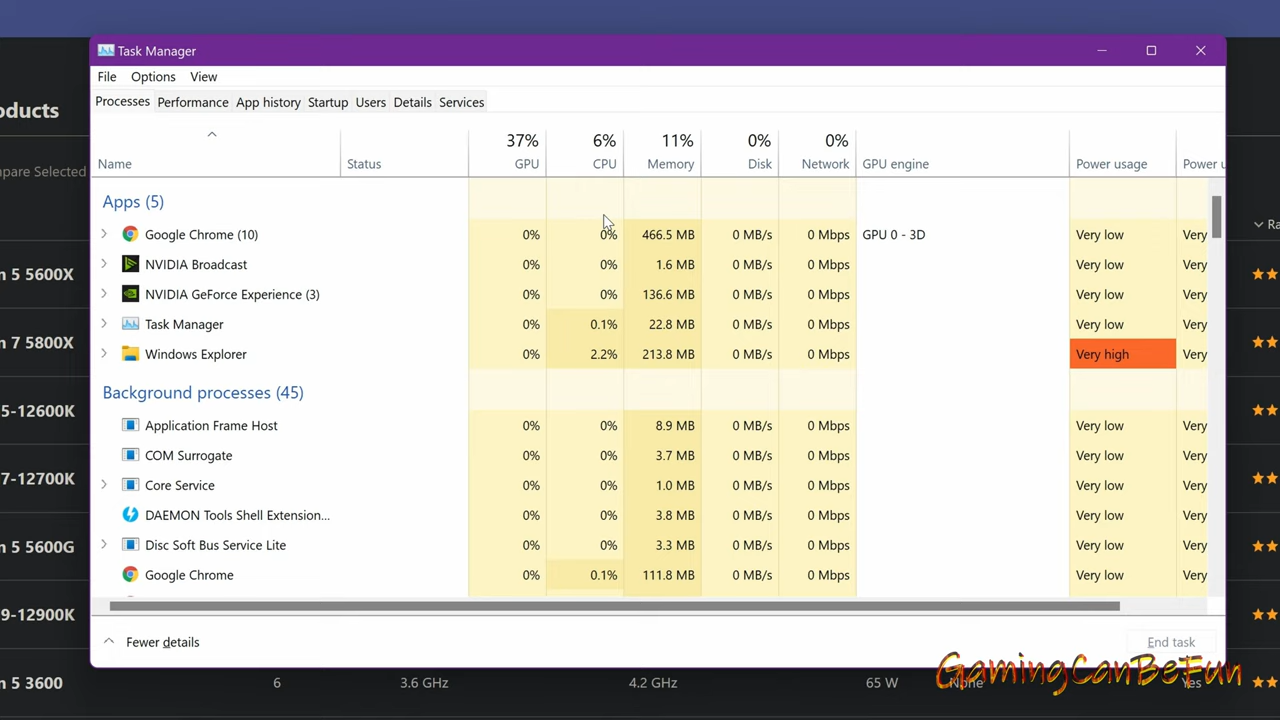 Task Manager
File Options View
Processes Performance App history Startup Users Details Services
37% 6% 11% 0% 0%
Name Status GPU CPU Memory Disk Network GPU engine Power usage Power u
Apps (5)
Google Chrome (10) 0% 0% 466.5 MB 0 MB/s 0 Mbps GPU 0 - 3D Very low Very
NVIDIA Broadcast 0% 0% 1.6 MB 0 MB/s 0 Mbps Very low Very
NVIDIA GeForce Experience (3) 0% 0% 136.6 MB 0 MB/s 0 Mbps Very low Very
Task Manager 0% 0.1% 22.8 MB 0 MB/s 0 Mbps Very low Very
Windows Explorer 0% 2.2% 213.8 MB 0 MB/s 0 Mbps Very high Very
Background processes (45)
Application Frame Host 0% 0% 8.9 MB 0 MB/s 0 Mbps Very low Very
COM Surrogate 0% 0% 3.7 MB 0 MB/s 0 Mbps Very low Very
Core Service 0% 0% 1.0 MB 0 MB/s 0 Mbps Very low Very
DAEMON Tools Shell Extension... 0% 0% 3.8 MB 0 MB/s 0 Mbps Very low Very
Disc Soft Bus Service Lite 0% 0% 3.3 MB 0 MB/s 0 Mbps Very low Very
Google Chrome 0% 0.1% 111.8 MB 0 MB/s 0 Mbps Very low Very
Fewer details End task
oducts
pare Selected
Ra
n 5 5600X
n 7 5800X
5-12600K
7-12700K
n 5 5600G
9-12900K
n 5 3600 6 3.6 GHz 4.2 GHz 65 W None Yes
GamingCanBeFun